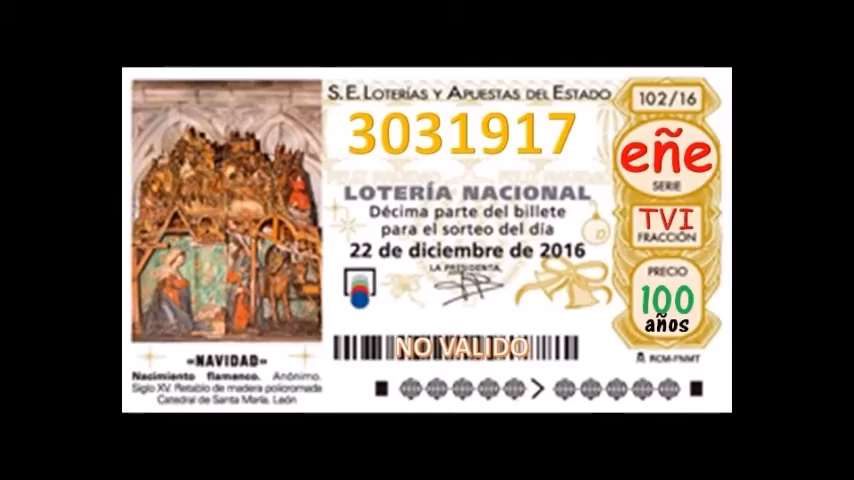 S.E. LOTERÍAS Y APUESTAS DEL ESTADO
3031917
LOTERÍA NACIONAL
Décima parte del billete
para el sorteo del día
22 de diciembre de 2016
LA PRESIDENTA,
NO VALIDO
102/16
eñe
SERIE
TVI
FRACCIÓN
PRECIO
100
años
RCM-FNMT
«NAVIDAD»
Nacimiento flamenco. Anónimo.
Siglo XV. Retablo de madera policromada
Catedral de Santa María. León